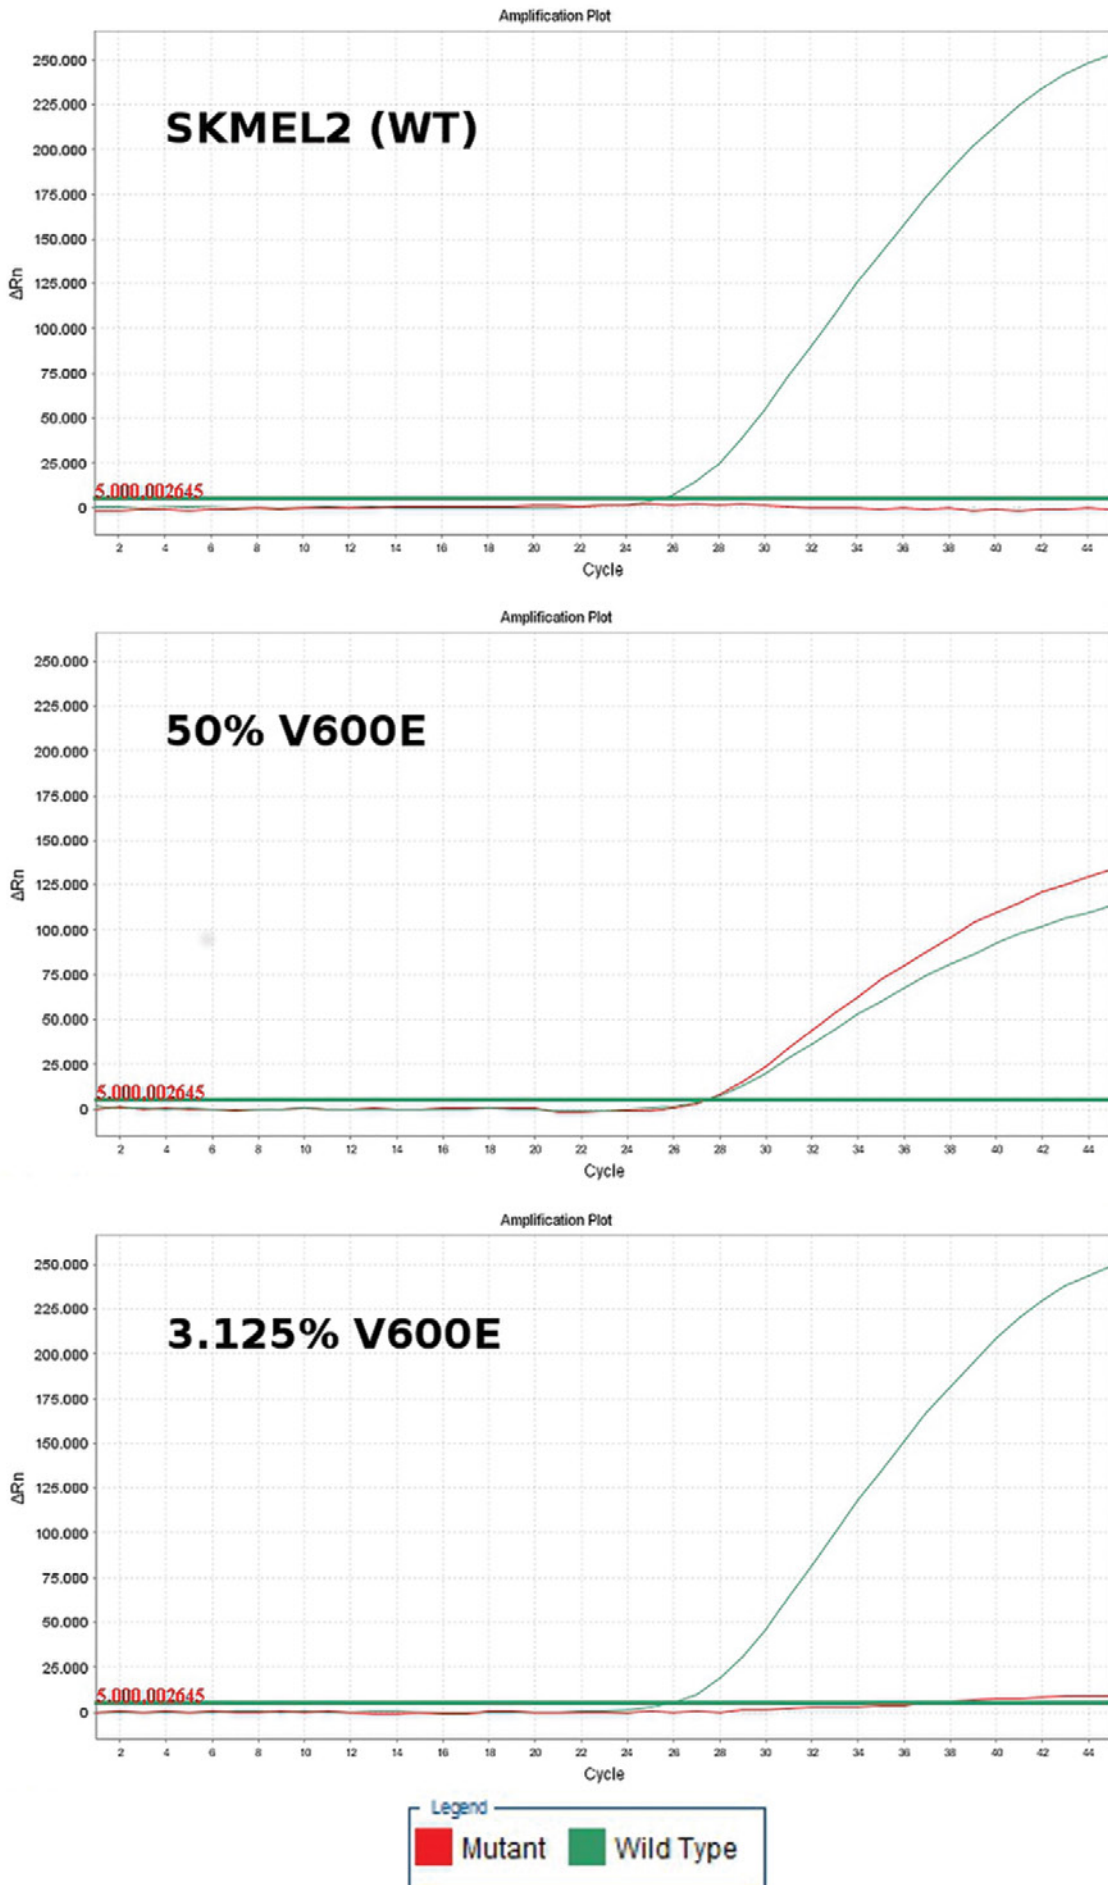 Amplification Plot
250.000
225.000
SKMEL2 (WT)
200.000
175.000
150.000
125.000
ΔRn
100.000
75.000
50.000
25.000
5.000,002645
0
2 4 6 8 10 12 14 16 18 20 22 24 26 28 30 32 34 36 38 40 42 44
Cycle
Amplification Plot
250.000
225.000
50% V600E
200.000
175.000
150.000
125.000
ΔRn
100.000
75.000
50.000
25.000
5.000,002645
0
2 4 6 8 10 12 14 16 18 20 22 24 26 28 30 32 34 36 38 40 42 44
Cycle
Amplification Plot
250.000
225.000
3.125% V600E
200.000
175.000
150.000
125.000
ΔRn
100.000
75.000
50.000
25.000
5.000,002645
0
2 4 6 8 10 12 14 16 18 20 22 24 26 28 30 32 34 36 38 40 42 44
Cycle
Legend
Mutant Wild Type